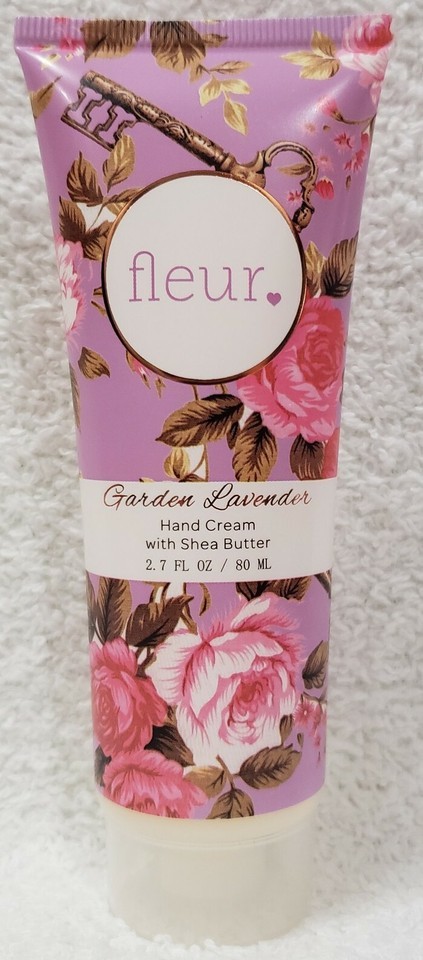 fleur.
Garden Lavender
Hand Cream
with Shea Butter
2.7 FL OZ / 80 ML